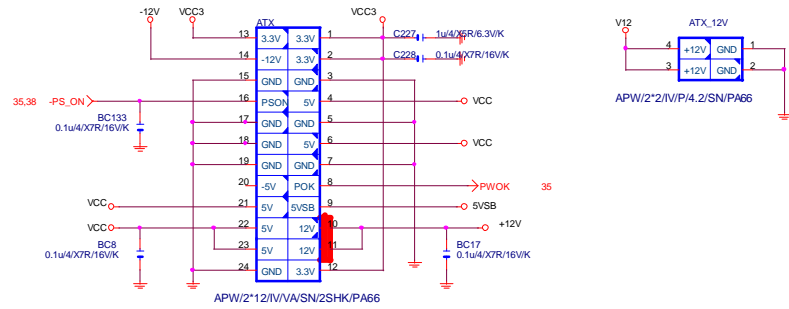 -12V VCC3 ATX VCC3 V12 ATX_12V
C227 1u/4/X5R/6.3V/K
13 3.3V 3.3V 1
C228 0.1u/4/X7R/16V/K
14 -12V 3.3V 2
4 +12V GND 1
3 +12V GND 2
15 GND GND 3
35,38 -PS_ON 16 PSON 5V 4 VCC
APW/2*2/IV/P/4.2/SN/PA66
BC133
0.1u/4/X7R/16V/K
17 GND GND 5
18 GND 5V 6 VCC
19 GND GND 7
20 -5V POK 8 PWOK 35
VCC 21 5V 5VSB 9 5VSB
VCC 22 5V 12V 10 +12V
BC8
0.1u/4/X7R/16V/K
23 5V 12V 11
BC17
0.1u/4/X7R/16V/K
24 GND 3.3V 12
APW/2*12/IV/VA/SN/2SHK/PA66